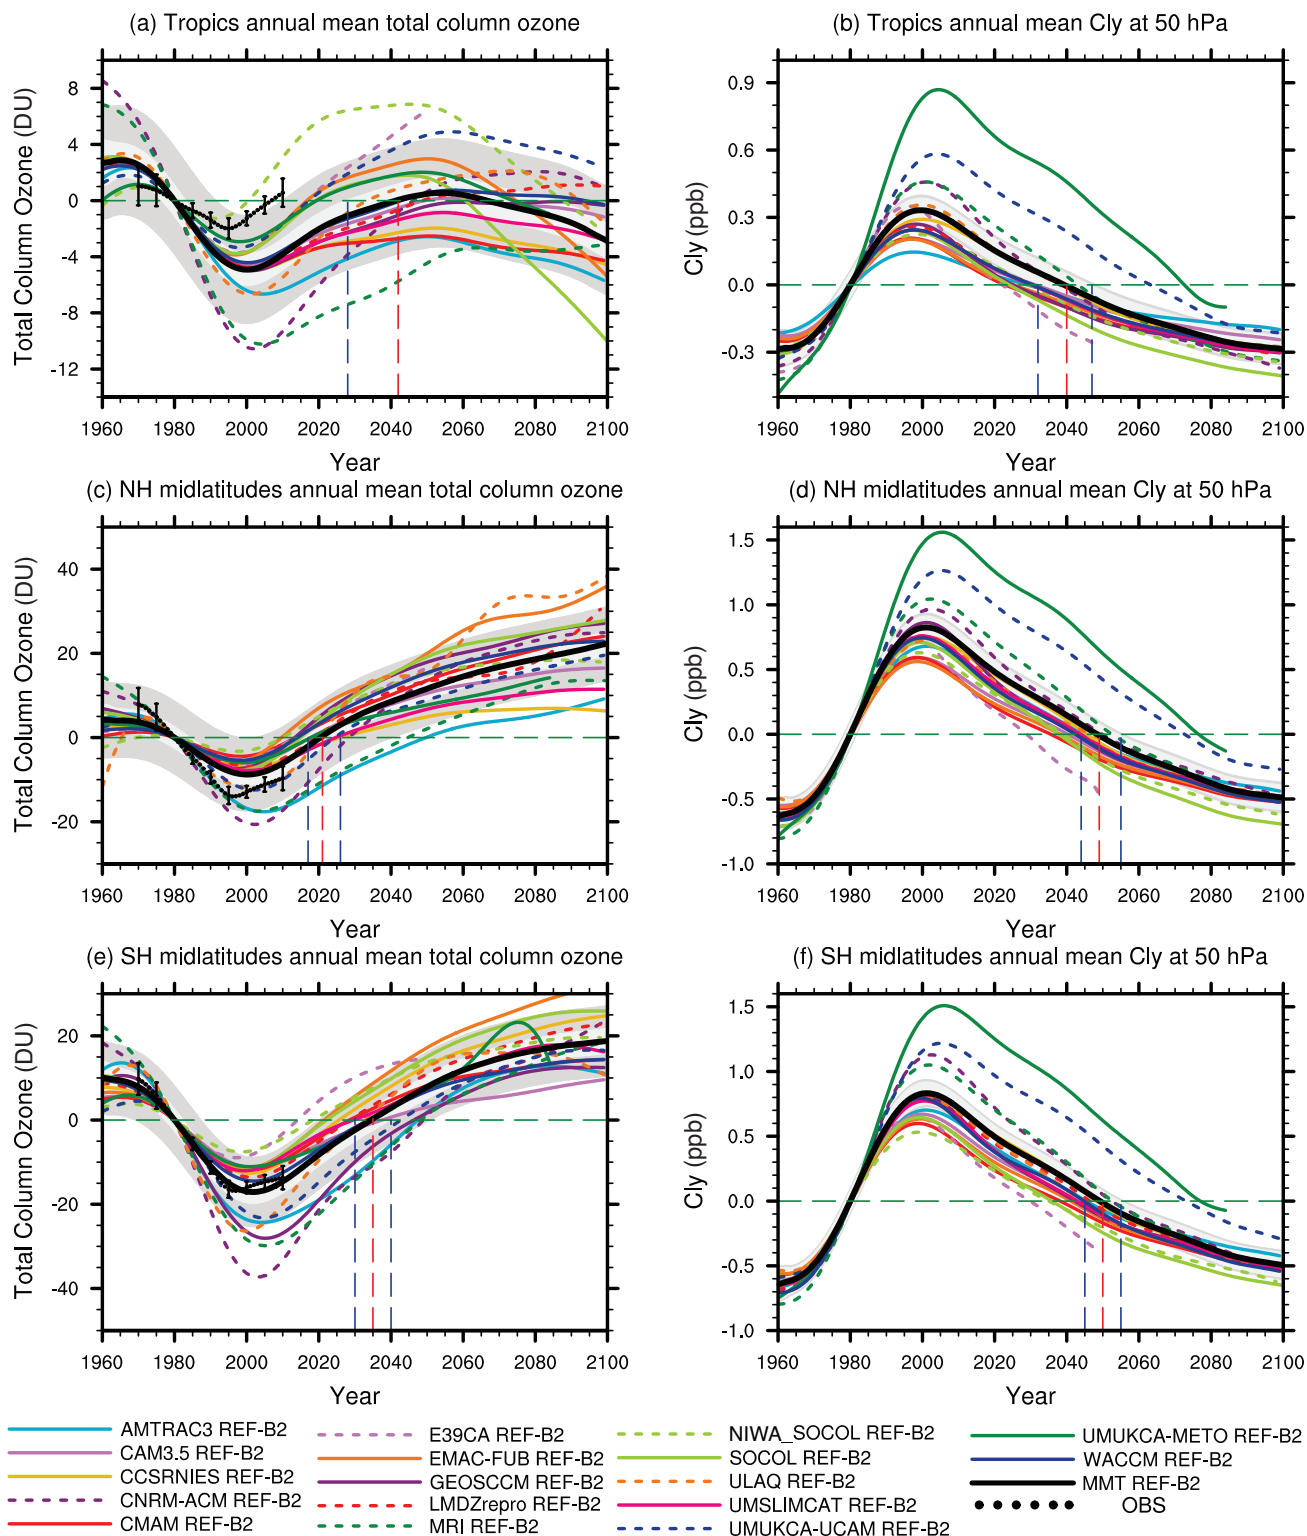 (a) Tropics annual mean total column ozone
Total Column Ozone (DU)
8
4
0
-4
-8
-12
1960 1980 2000 2020 2040 2060 2080 2100
Year
(b) Tropics annual mean Cly at 50 hPa
Cly (ppb)
0.9
0.6
0.3
0.0
-0.3
1960 1980 2000 2020 2040 2060 2080 2100
Year
(c) NH midlatitudes annual mean total column ozone
Total Column Ozone (DU)
40
20
0
-20
1960 1980 2000 2020 2040 2060 2080 2100
Year
(d) NH midlatitudes annual mean Cly at 50 hPa
Cly (ppb)
1.5
1.0
0.5
0.0
-0.5
-1.0
1960 1980 2000 2020 2040 2060 2080 2100
Year
(e) SH midlatitudes annual mean total column ozone
Total Column Ozone (DU)
20
0
-20
-40
1960 1980 2000 2020 2040 2060 2080 2100
Year
(f) SH midlatitudes annual mean Cly at 50 hPa
Cly (ppb)
1.5
1.0
0.5
0.0
-0.5
-1.0
1960 1980 2000 2020 2040 2060 2080 2100
Year
AMTRAC3 REF-B2
CAM3.5 REF-B2
CCSRNIES REF-B2
CNRM-ACM REF-B2
CMAM REF-B2
E39CA REF-B2
EMAC-FUB REF-B2
GEOSCCM REF-B2
LMDZrepro REF-B2
MRI REF-B2
NIWA_SOCOL REF-B2
SOCOL REF-B2
ULAQ REF-B2
UMSLIMCAT REF-B2
UMUKCA-UCAM REF-B2
UMUKCA-METO REF-B2
WACCM REF-B2
MMT REF-B2
OBS